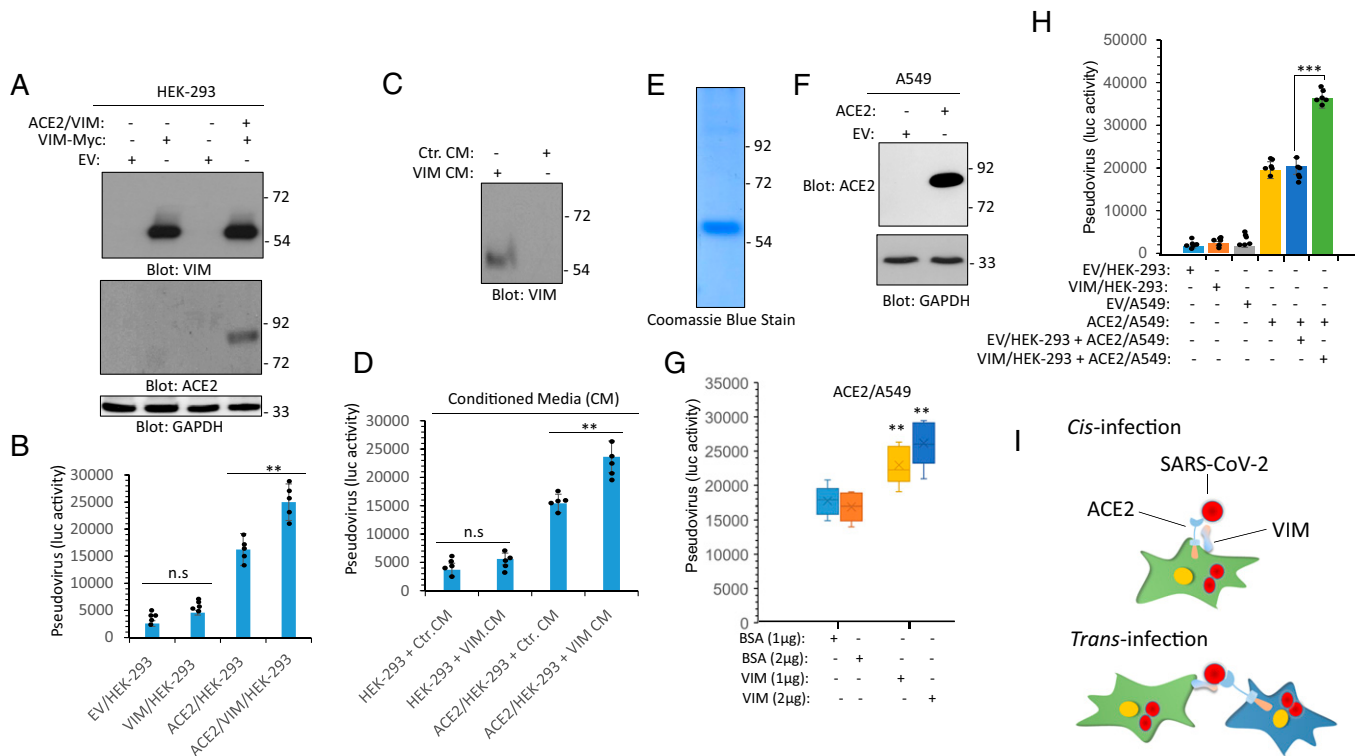 A
HEK-293
ACE2/VIM: - - - +
VIM-Myc: - + - +
EV: + - + -
- 72
- 54
Blot: VIM
- 92
- 72
Blot: ACE2
- 33
Blot: GAPDH
B
Pseudovirus (luc activity)
30000
25000
20000
15000
10000
5000
0
n.s
**
EV/HEK-293
VIM/HEK-293
ACE2/HEK-293
ACE2/VIM/HEK-293
C
Ctr. CM: - +
VIM CM: + -
- 72
- 54
Blot: VIM
D
Conditioned Media (CM)
Pseudovirus (luc activity)
30000
25000
20000
15000
10000
5000
0
n.s
**
HEK-293 + Ctr. CM
HEK-293 + VIM.CM
ACE2/HEK-293 + Ctr. CM
ACE2/HEK-293 + VIM CM
E
- 92
- 72
- 54
Coomassie Blue Stain
F
A549
ACE2: - +
EV: + -
Blot: ACE2
- 92
- 72
- 33
Blot: GAPDH
G
ACE2/A549
Pseudovirus (luc activity)
35000
30000
25000
20000
15000
10000
5000
0
**
**
BSA (1µg): + - - -
BSA (2µg): - + - -
VIM (1µg): - - + -
VIM (2µg): - - - +
H
Pseudovirus (luc activity)
50000
40000
30000
20000
10000
0
***
EV/HEK-293: + - - - - -
VIM/HEK-293: - + - - - -
EV/A549: - - + - - -
ACE2/A549: - - - + + +
EV/HEK-293 + ACE2/A549: - - - - + -
VIM/HEK-293 + ACE2/A549: - - - - - +
I
Cis-infection
SARS-CoV-2
ACE2
VIM
Trans-infection